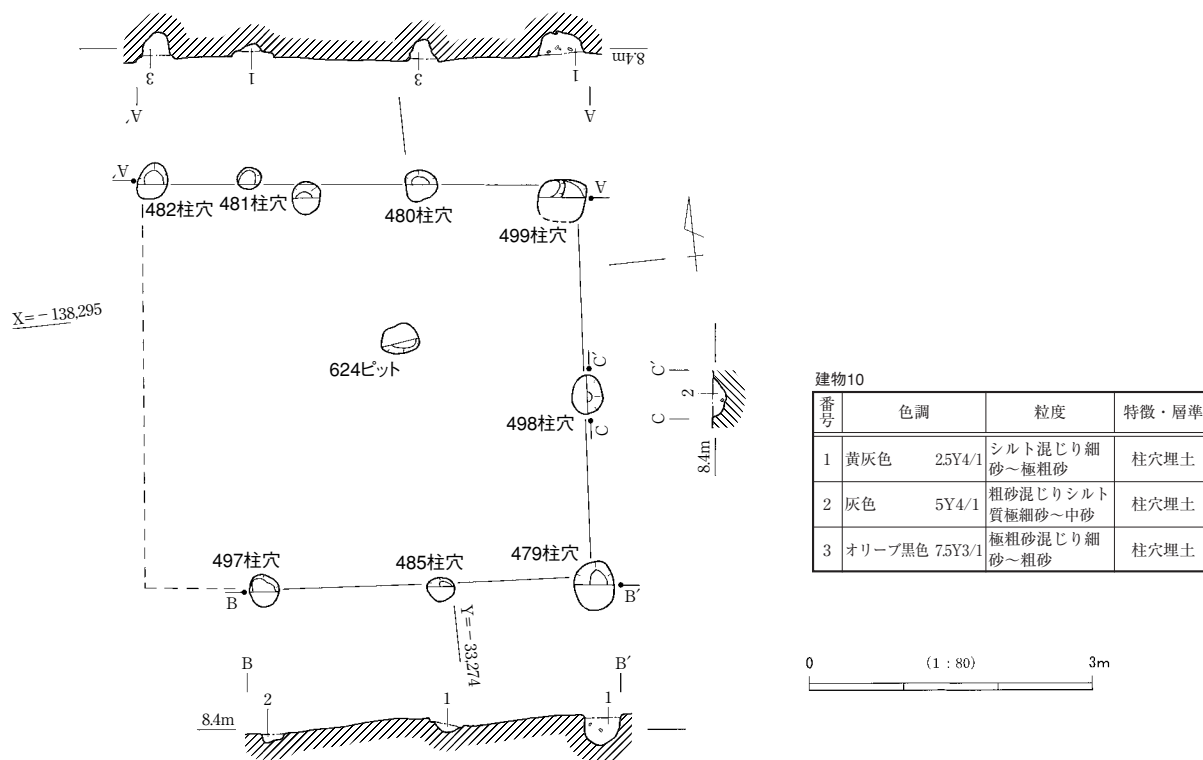 3
1
3
1
8.4m
A′
A
A′
A
482柱穴
481柱穴
480柱穴
499柱穴
X=－138,295
624ピット
C′
C
498柱穴
C′
2
C
8.4m
497柱穴
485柱穴
479柱穴
B
B′
Y=－33,274
B
B′
2
1
1
8.4m
建物10
番号 色調 粒度 特徴・層準
1 黄灰色 2.5Y4/1 シルト混じり細
砂～極粗砂 柱穴埋土
2 灰色 5Y4/1 粗砂混じりシルト
質極細砂～中砂 柱穴埋土
3 オリーブ黒色 7.5Y3/1 極粗砂混じり細
砂～粗砂 柱穴埋土
0 (1：80) 3m